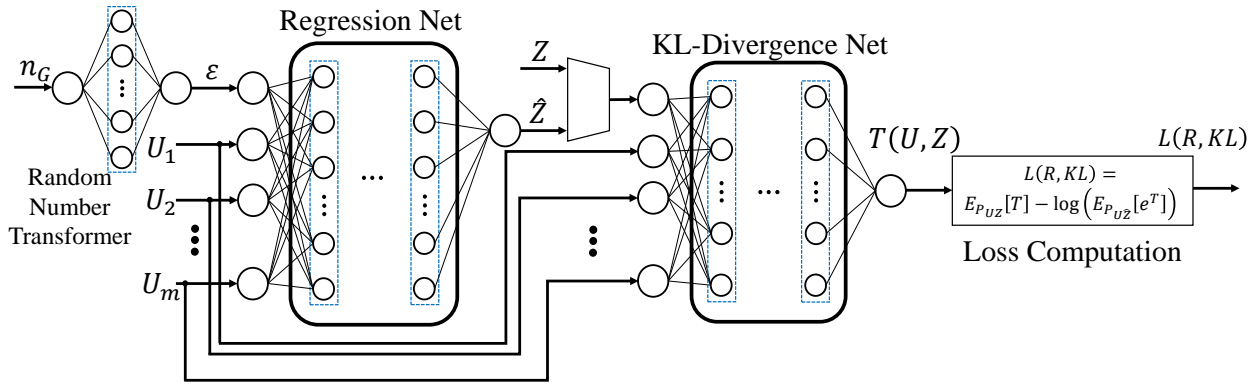 Regression Net
KL-Divergence Net
n_G
ε
Z
Ẑ
U_1
U_2
U_m
...
...
T(U, Z)
L(R, KL)
L(R, KL) =
E_{P_{UZ}}[T] − log(E_{P_{UẐ}}[e^T])
Random
Number
Transformer
Loss Computation